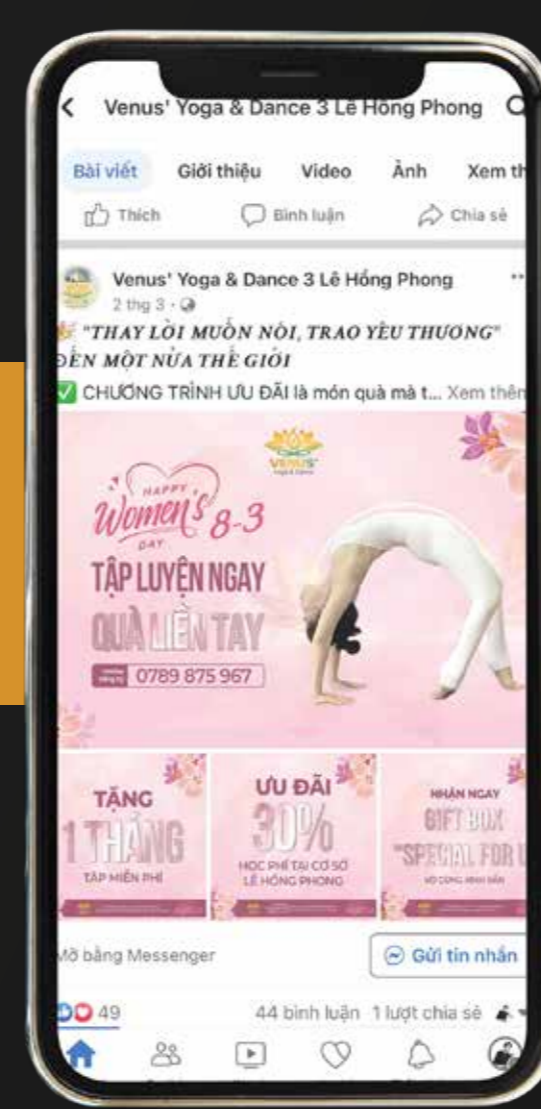 Venus' Yoga & Dance 3 Lê Hồng Phong
Bài viết Giới thiệu Video Ảnh Xem th
Thích Bình luận Chia sẻ
Venus' Yoga & Dance 3 Lê Hồng Phong
2 thg 3
"THAY LỜI MUỐN NÓI, TRAO YÊU THƯƠNG"
ĐẾN MỘT NỬA THẾ GIỚI
CHƯƠNG TRÌNH ƯU ĐÃI là món quà mà t... Xem thêm
VENUS'
Yoga & Dance
HAPPY
Women's 8-3
DAY
TẬP LUYỆN NGAY
QUÀ LIỀN TAY
0789 875 967
TẶNG
1 THÁNG
TẬP MIỄN PHÍ
ƯU ĐÃI
30%
HỌC PHÍ TẠI CƠ SỞ
LÊ HỒNG PHONG
NHẬN NGAY
GIFT BOX
"SPECIAL FOR U
Mở bằng Messenger
Gửi tin nhắn
49 44 bình luận 1 lượt chia sẻ